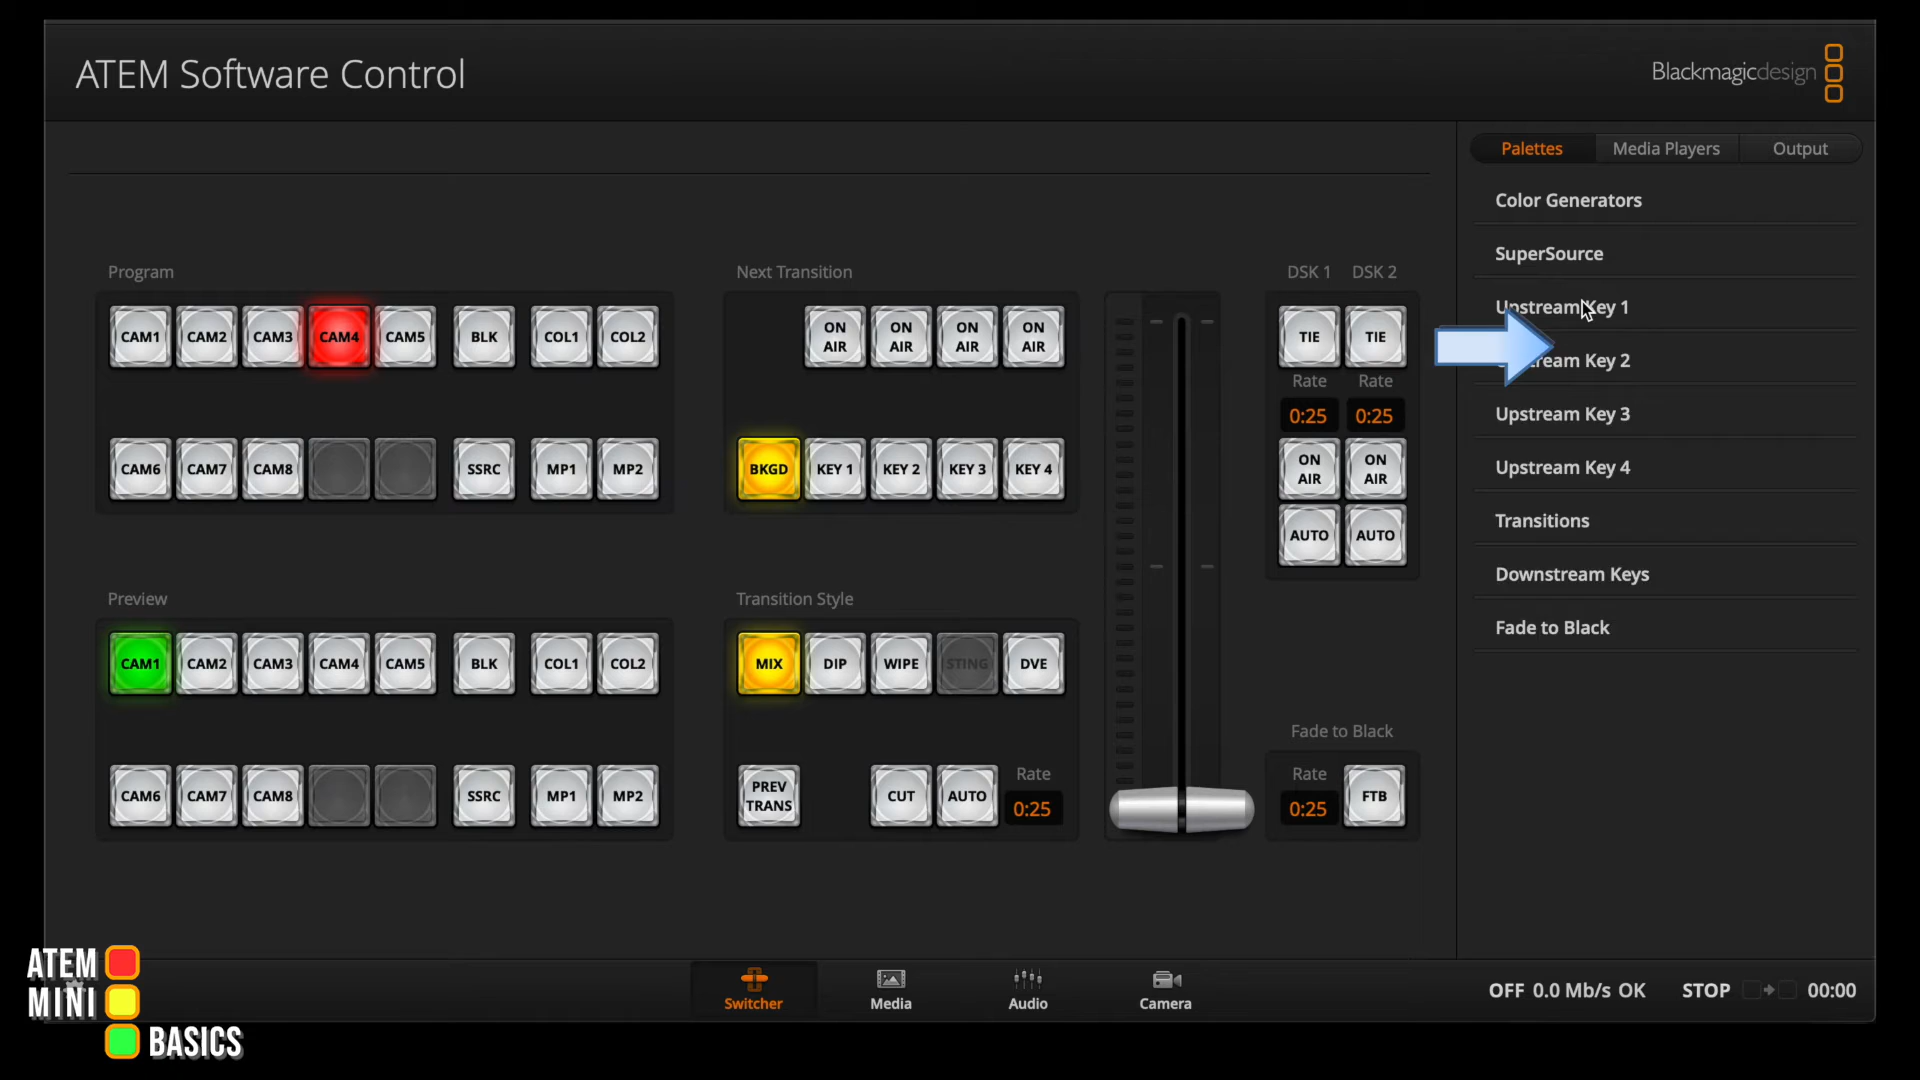 ATEM Software Control
Blackmagicdesign
Palettes
Media Players
Output
Color Generators
SuperSource
Upstream Key 1
Key 2
Upstream Key 3
Upstream Key 4
Transitions
Downstream Keys
Fade to Black
Program
CAM1 CAM2 CAM3 CAM4 CAM5 BLK COL1 COL2
CAM6 CAM7 CAM8 SSRC MP1 MP2
Next Transition
ON AIR ON AIR ON AIR ON AIR
BKGD KEY 1 KEY 2 KEY 3 KEY 4
DSK 1 DSK 2
TIE TIE
Rate Rate
0:25 0:25
ON AIR ON AIR
AUTO AUTO
Preview
CAM1 CAM2 CAM3 CAM4 CAM5 BLK COL1 COL2
CAM6 CAM7 CAM8 SSRC MP1 MP2
Transition Style
MIX DIP WIPE STING DVE
PREV TRANS CUT AUTO
Rate
0:25
Fade to Black
Rate
0:25
FTB
Switcher
Media
Audio
Camera
OFF 0.0 Mb/s OK
STOP
00:00
ATEM
MINI
BASICS